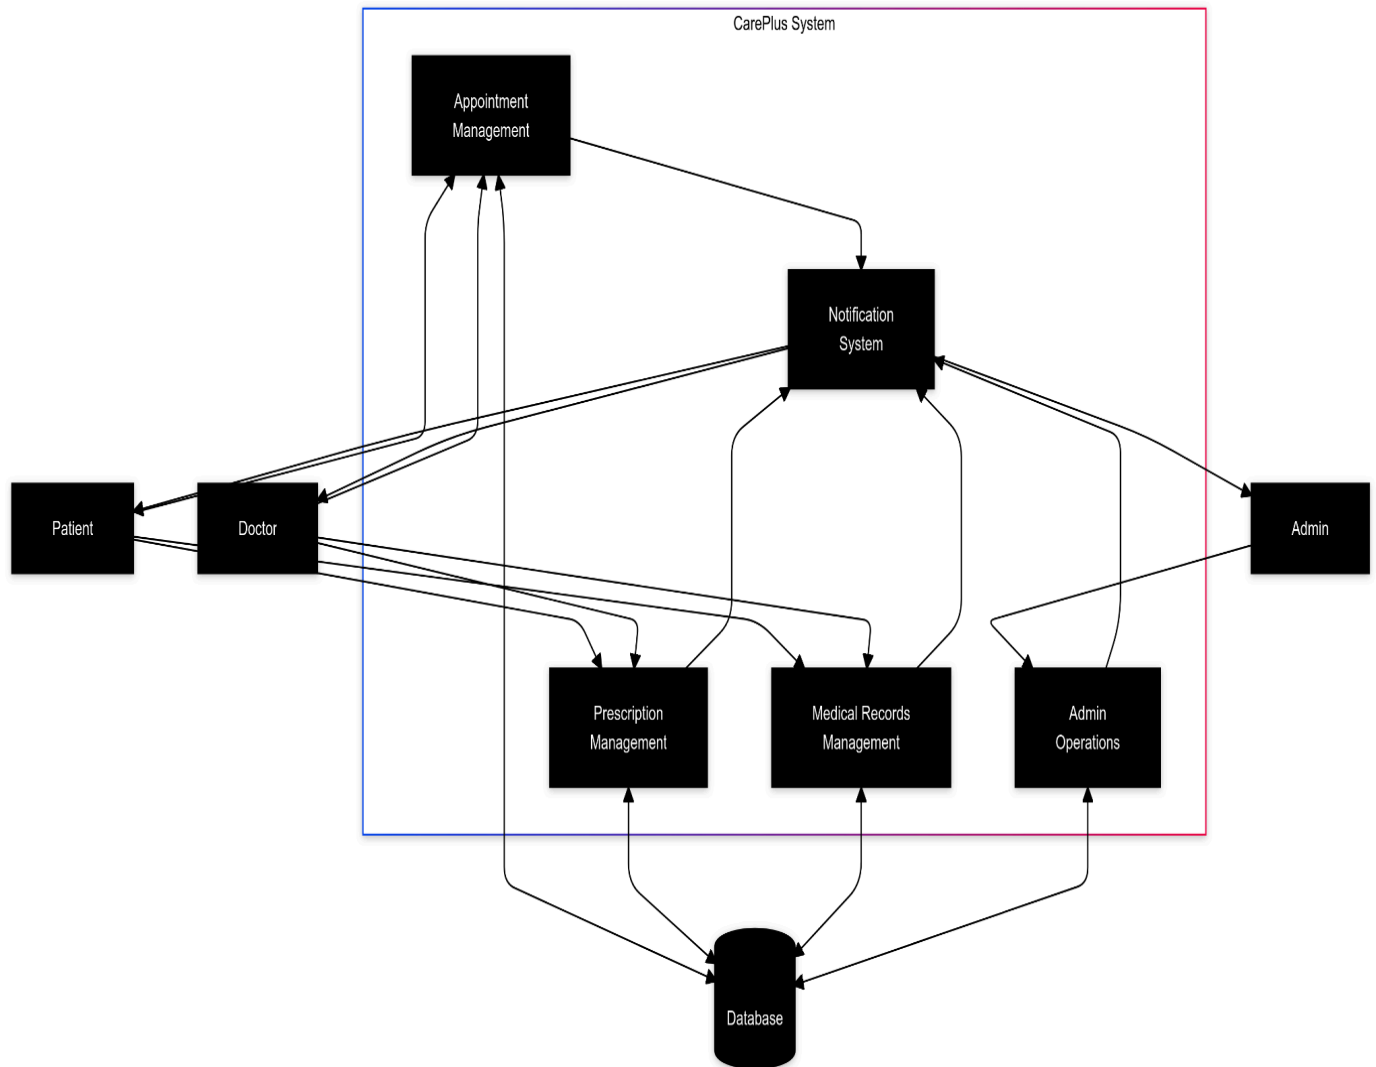 CarePlus System
Appointment
Management
Notification
System
Patient
Doctor
Admin
Prescription
Management
Medical Records
Management
Admin
Operations
Database